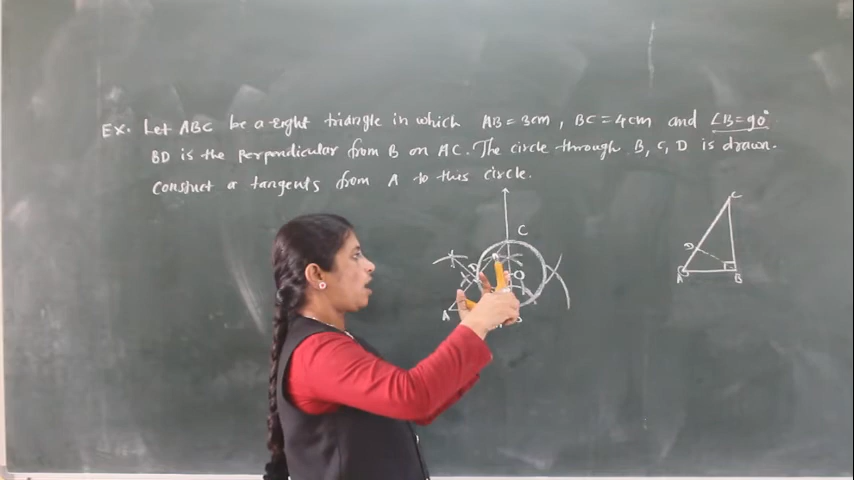 Ex. Let ABC be a right triangle in which AB = 3cm, BC = 4cm and ∠B = 90°.
BD is the perpendicular from B on AC. The circle through B, C, D is drawn.
Construct a tangents from A to this circle.
C
D
O
A
C
D
A
B